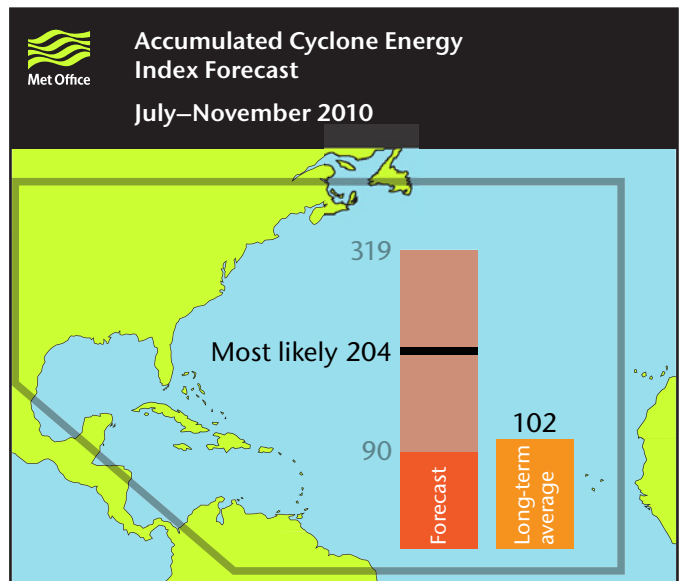 Met Office
Accumulated Cyclone Energy
Index Forecast
July–November 2010
319
Most likely 204
102
90
Forecast
Long-term
average